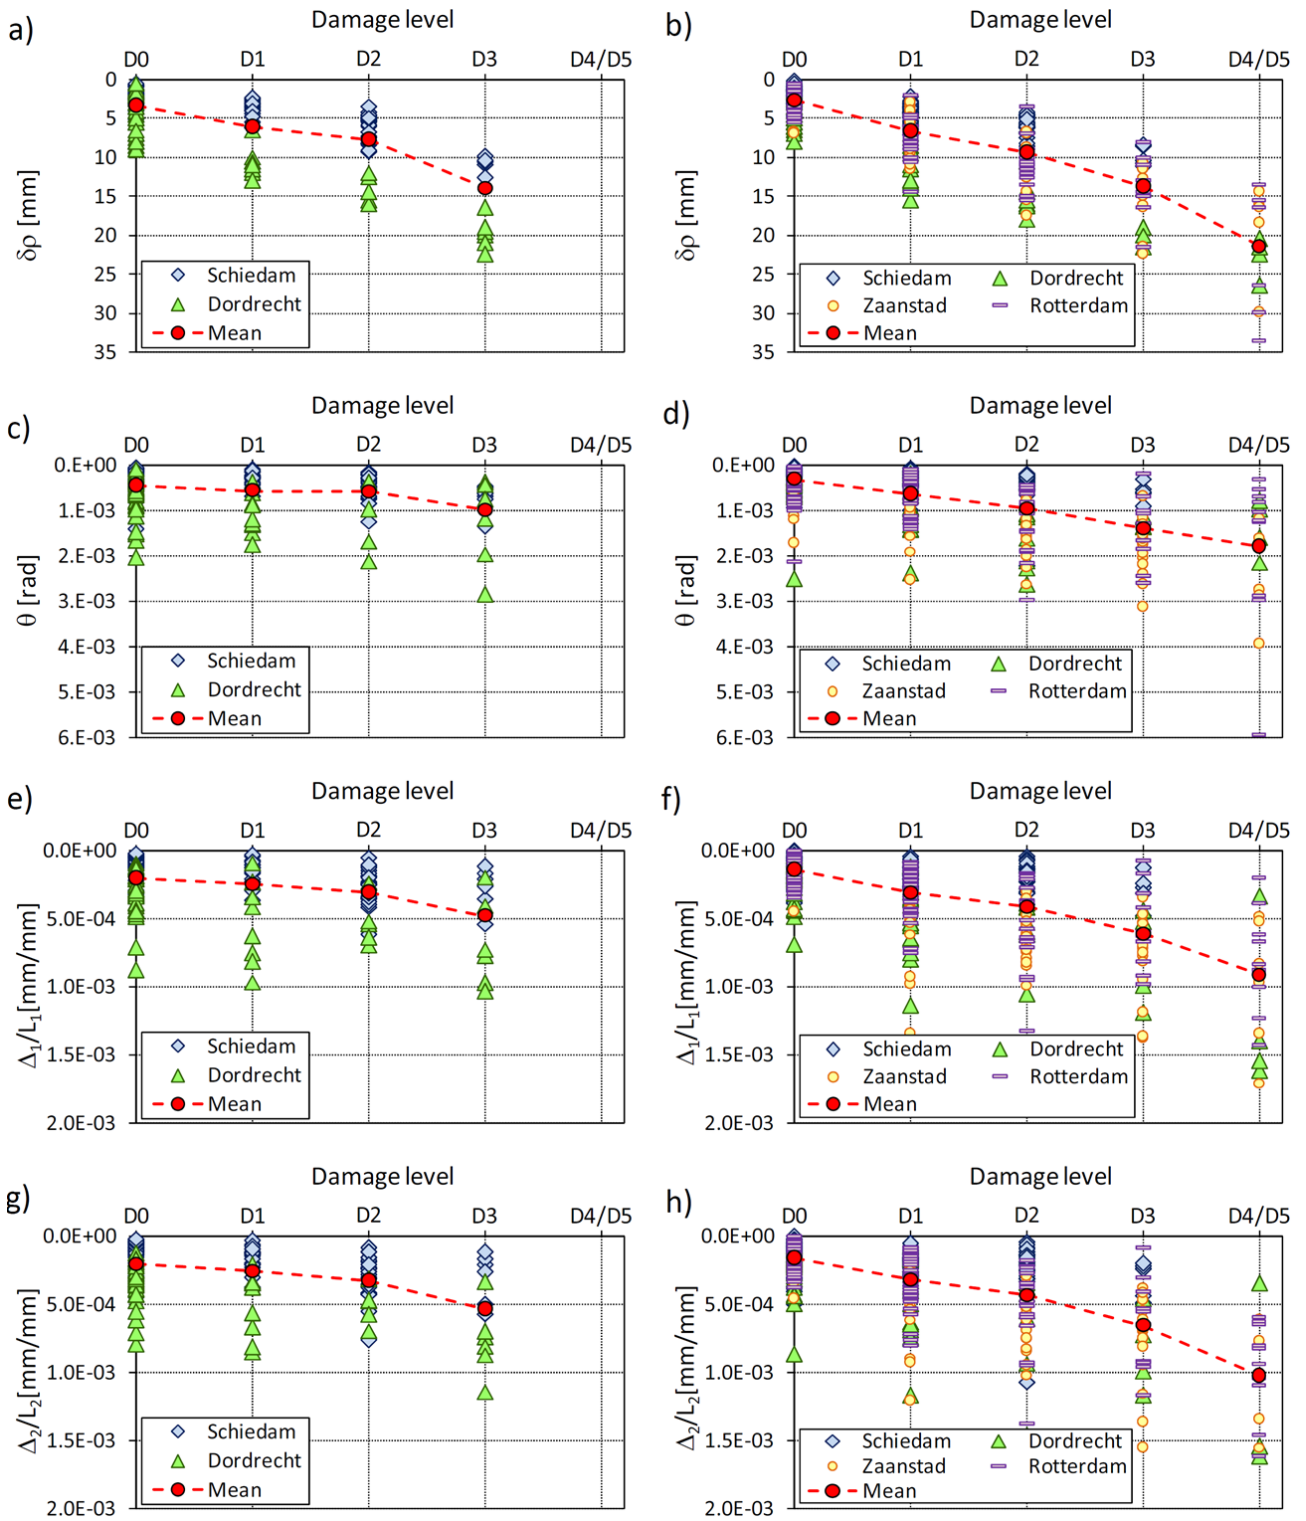 a)
Damage level
D0 D1 D2 D3 D4/D5
0
5
10
15
20
25
30
35
δρ [mm]
Schiedam
Dordrecht
Mean
b)
Damage level
D0 D1 D2 D3 D4/D5
0
5
10
15
20
25
30
35
δρ [mm]
Schiedam Dordrecht
Zaanstad Rotterdam
Mean
c)
Damage level
D0 D1 D2 D3 D4/D5
0.E+00
1.E-03
2.E-03
3.E-03
4.E-03
5.E-03
6.E-03
θ [rad]
Schiedam
Dordrecht
Mean
d)
Damage level
D0 D1 D2 D3 D4/D5
0.E+00
1.E-03
2.E-03
3.E-03
4.E-03
5.E-03
6.E-03
θ [rad]
Schiedam Dordrecht
Zaanstad Rotterdam
Mean
e)
Damage level
D0 D1 D2 D3 D4/D5
0.0E+00
5.0E-04
1.0E-03
1.5E-03
2.0E-03
Δ₁/L₁[mm/mm]
Schiedam
Dordrecht
Mean
f)
Damage level
D0 D1 D2 D3 D4/D5
0.0E+00
5.0E-04
1.0E-03
1.5E-03
2.0E-03
Δ₁/L₁[mm/mm]
Schiedam Dordrecht
Zaanstad Rotterdam
Mean
g)
Damage level
D0 D1 D2 D3 D4/D5
0.0E+00
5.0E-04
1.0E-03
1.5E-03
2.0E-03
Δ₂/L₂[mm/mm]
Schiedam
Dordrecht
Mean
h)
Damage level
D0 D1 D2 D3 D4/D5
0.0E+00
5.0E-04
1.0E-03
1.5E-03
2.0E-03
Δ₂/L₂[mm/mm]
Schiedam Dordrecht
Zaanstad Rotterdam
Mean